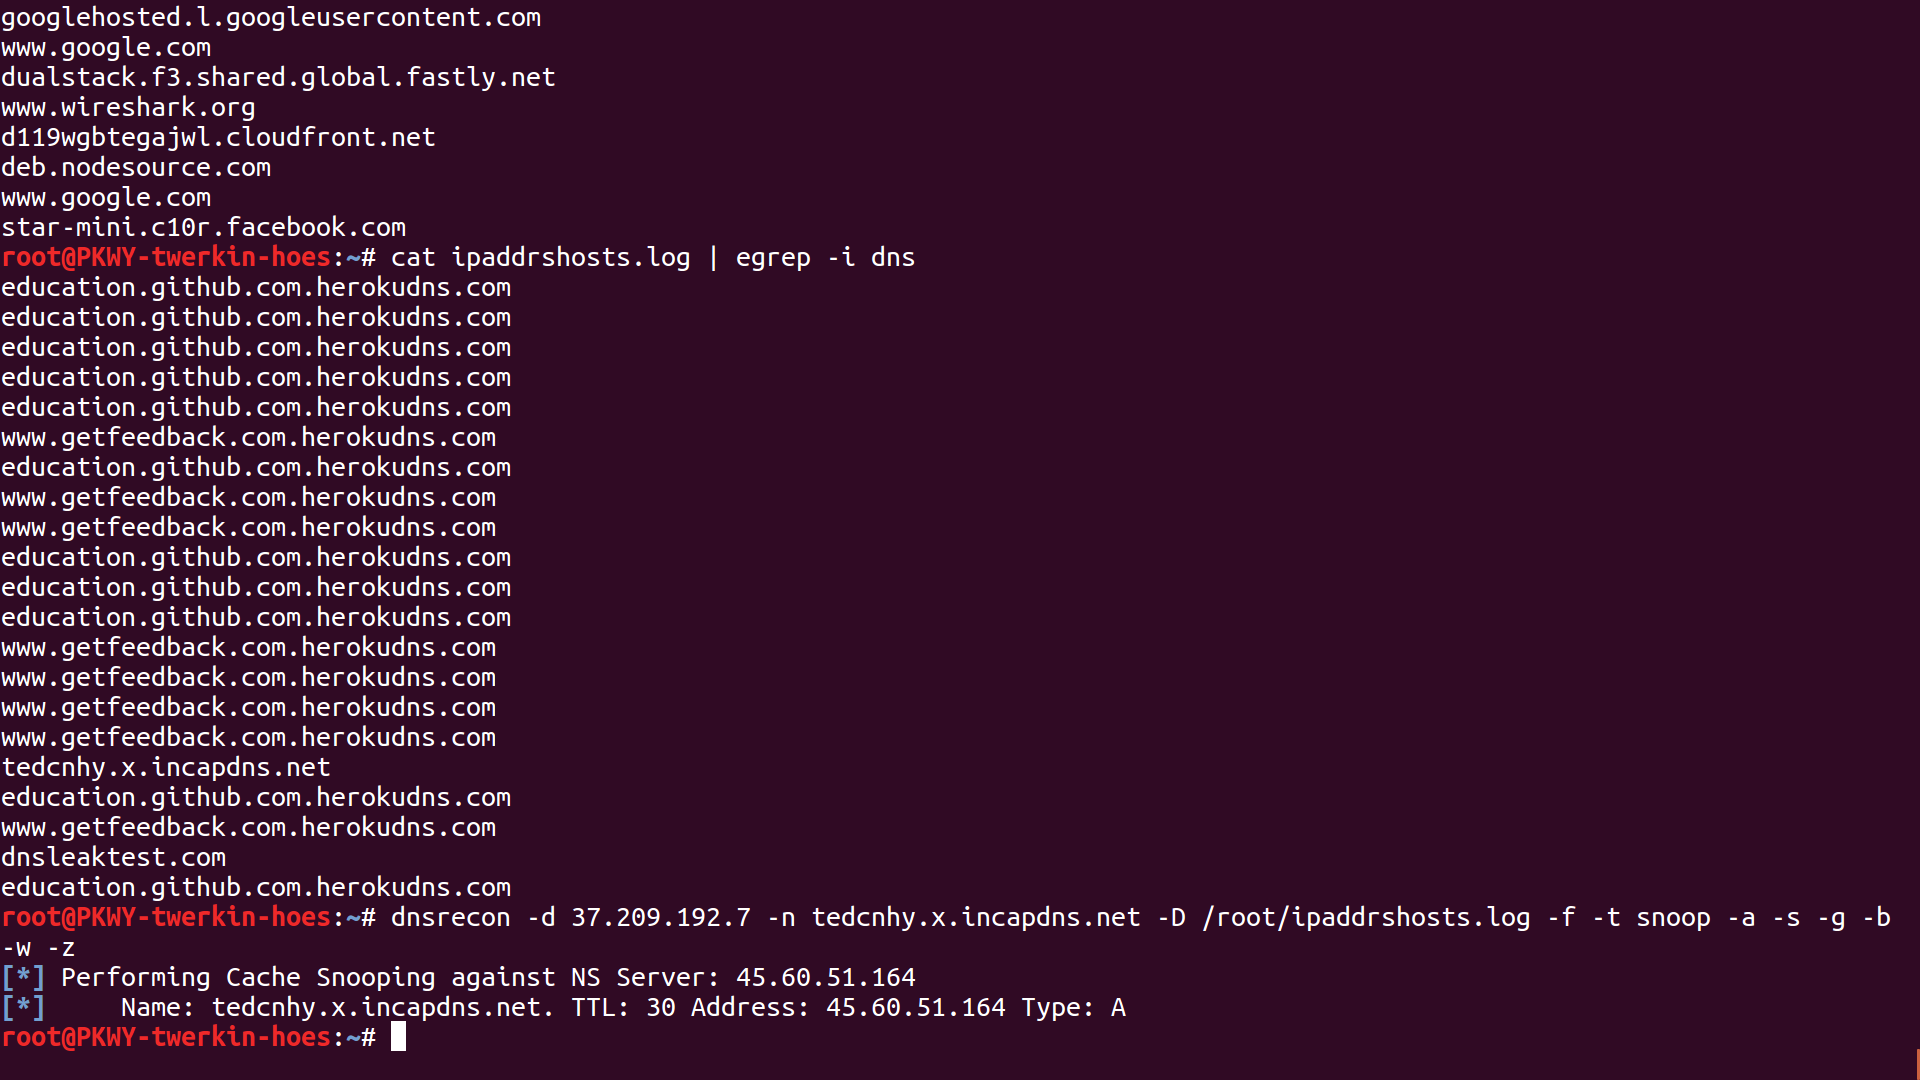 googlehosted.l.googleusercontent.com
www.google.com
dualstack.f3.shared.global.fastly.net
www.wireshark.org
d119wgbtegajwl.cloudfront.net
deb.nodesource.com
www.google.com
star-mini.c10r.facebook.com
root@PKWY-twerkin-hoes:~# cat ipaddrshosts.log | egrep -i dns
education.github.com.herokudns.com
education.github.com.herokudns.com
education.github.com.herokudns.com
education.github.com.herokudns.com
education.github.com.herokudns.com
www.getfeedback.com.herokudns.com
education.github.com.herokudns.com
www.getfeedback.com.herokudns.com
www.getfeedback.com.herokudns.com
education.github.com.herokudns.com
education.github.com.herokudns.com
education.github.com.herokudns.com
www.getfeedback.com.herokudns.com
www.getfeedback.com.herokudns.com
www.getfeedback.com.herokudns.com
www.getfeedback.com.herokudns.com
tedcnhy.x.incapdns.net
education.github.com.herokudns.com
www.getfeedback.com.herokudns.com
dnsleaktest.com
education.github.com.herokudns.com
root@PKWY-twerkin-hoes:~# dnsrecon -d 37.209.192.7 -n tedcnhy.x.incapdns.net -D /root/ipaddrshosts.log -f -t snoop -a -s -g -b
-w -z
[*] Performing Cache Snooping against NS Server: 45.60.51.164
[*]     Name: tedcnhy.x.incapdns.net. TTL: 30 Address: 45.60.51.164 Type: A
root@PKWY-twerkin-hoes:~#